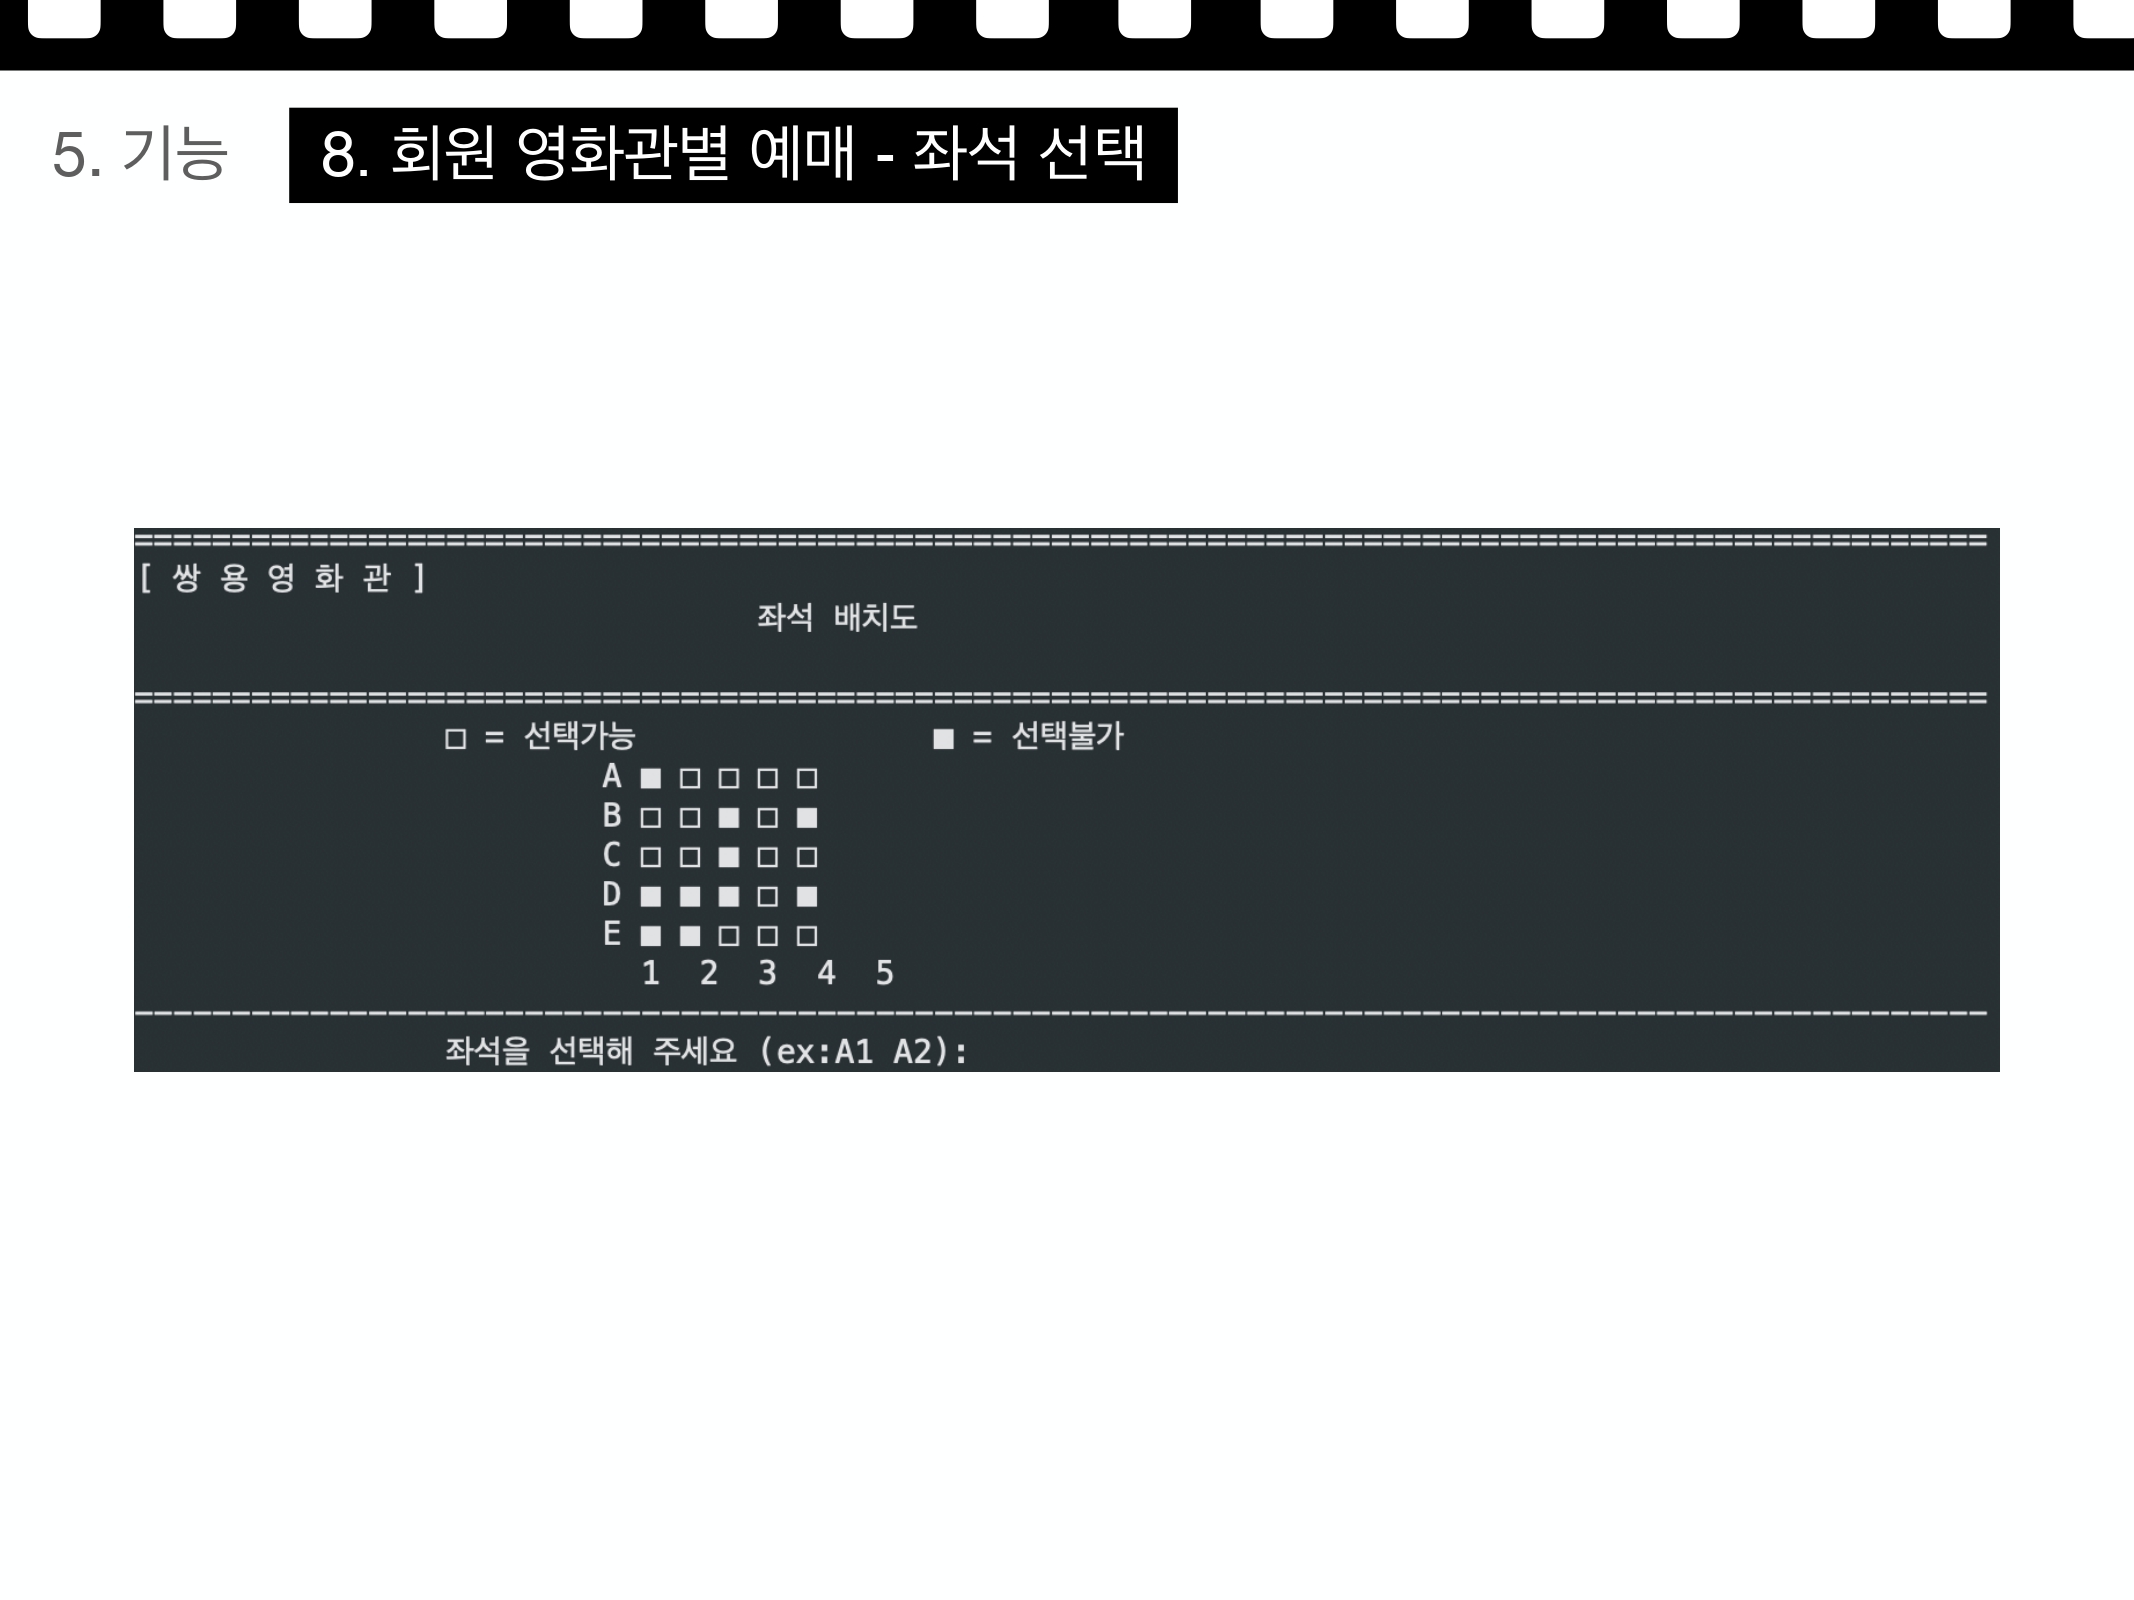 5. 기능
8. 회원 영화관별 예매 - 좌석 선택
==============================================================================================
[ 쌍 용 영 화 관 ]
좌석 배치도
==============================================================================================
□ = 선택가능 ■ = 선택불가
A ■ □ □ □ □
B □ □ ■ □ ■
C □ □ ■ □ □
D ■ ■ ■ □ ■
E ■ ■ □ □ □
1 2 3 4 5
----------------------------------------------------------------------------------------------
좌석을 선택해 주세요 (ex:A1 A2):